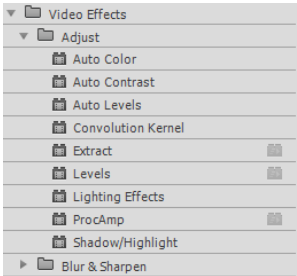 Video Effects
Adjust
Auto Color
Auto Contrast
Auto Levels
Convolution Kernel
Extract
Levels
Lighting Effects
ProcAmp
Shadow/Highlight
Blur & Sharpen